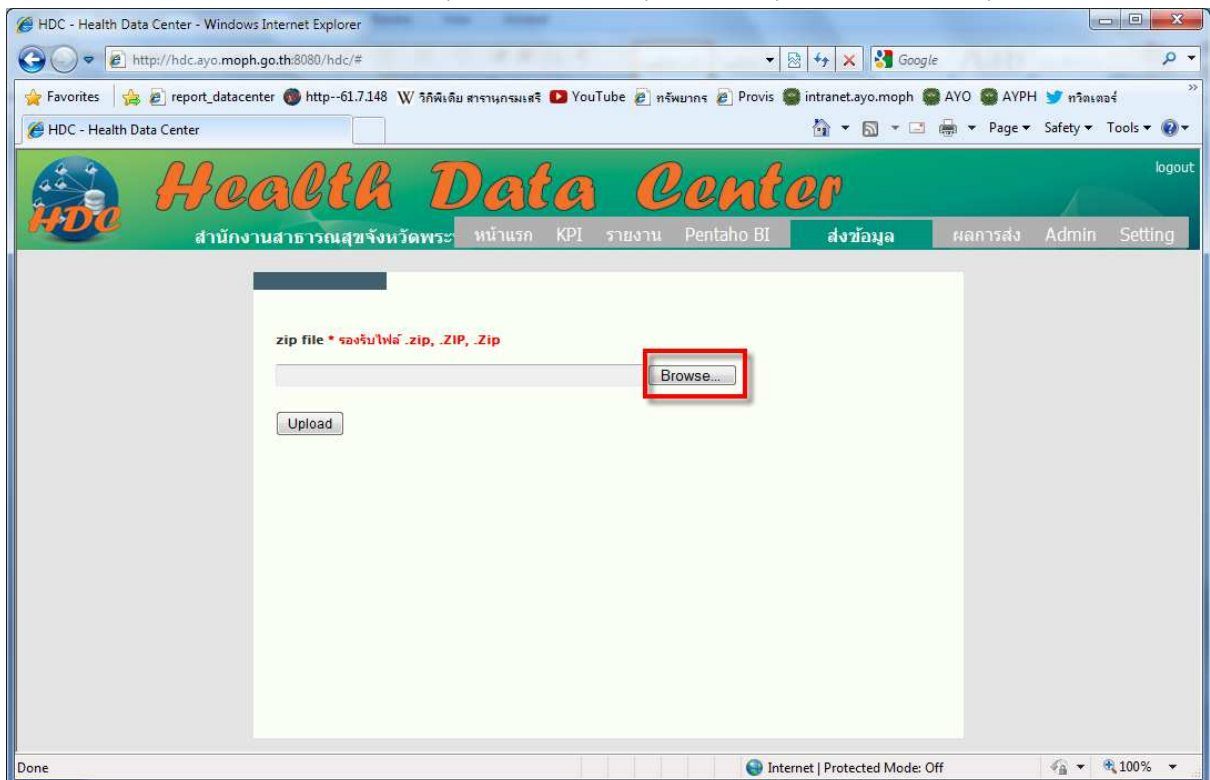 HDC - Health Data Center - Windows Internet Explorer
http://hdc.ayo.moph.go.th:8080/hdc/#
Google
Favorites report_datacenter http--61.7.148 วิกิพีเดีย สารานุกรมเสรี YouTube ทรัพยากร Provis intranet.ayo.moph AYO AYPH ทวิตเตอร์ »
HDC - Health Data Center Page Safety Tools
HDC Health Data Center logout
สำนักงานสาธารณสุขจังหวัดพระ หน้าแรก KPI รายงาน Pentaho BI ส่งข้อมูล ผลการส่ง Admin Setting
zip file * รองรับไฟล์ .zip, .ZIP, .Zip
Browse...
Upload
Done Internet | Protected Mode: Off 100%